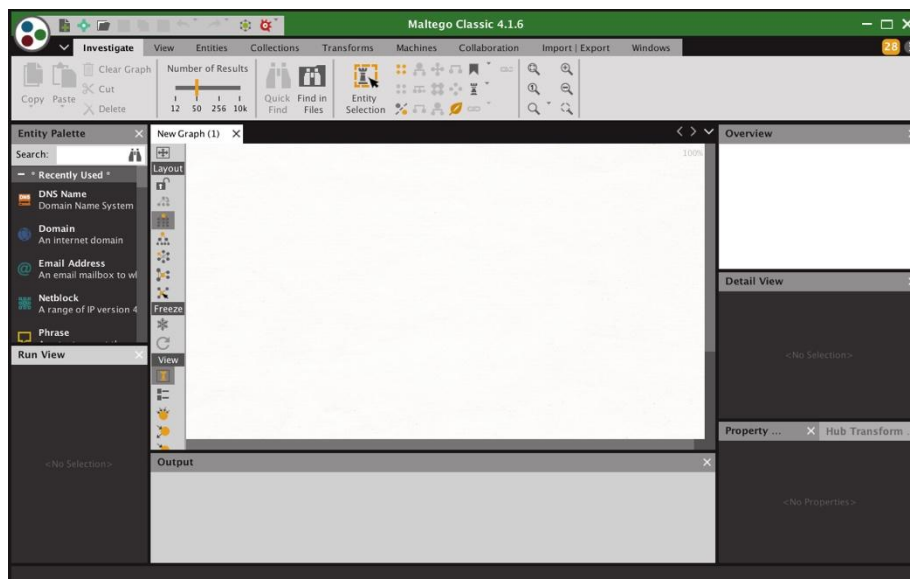 Maltego Classic 4.1.6
Investigate View Entities Collections Transforms Machines Collaboration Import | Export Windows
28
Clear Graph
Cut
Delete
Copy Paste
Number of Results
12 50 256 10k
Quick Find
Find in Files
Entity Selection
Entity Palette
Search:
* Recently Used *
DNS Name
Domain Name System
Domain
An internet domain
Email Address
An email mailbox to wh
Netblock
A range of IP version 4
Phrase
Run View
<No Selection>
New Graph (1)
100%
Layout
Freeze
View
Output
Overview
Detail View
<No Selection>
Property ... Hub Transform ...
<No Properties>